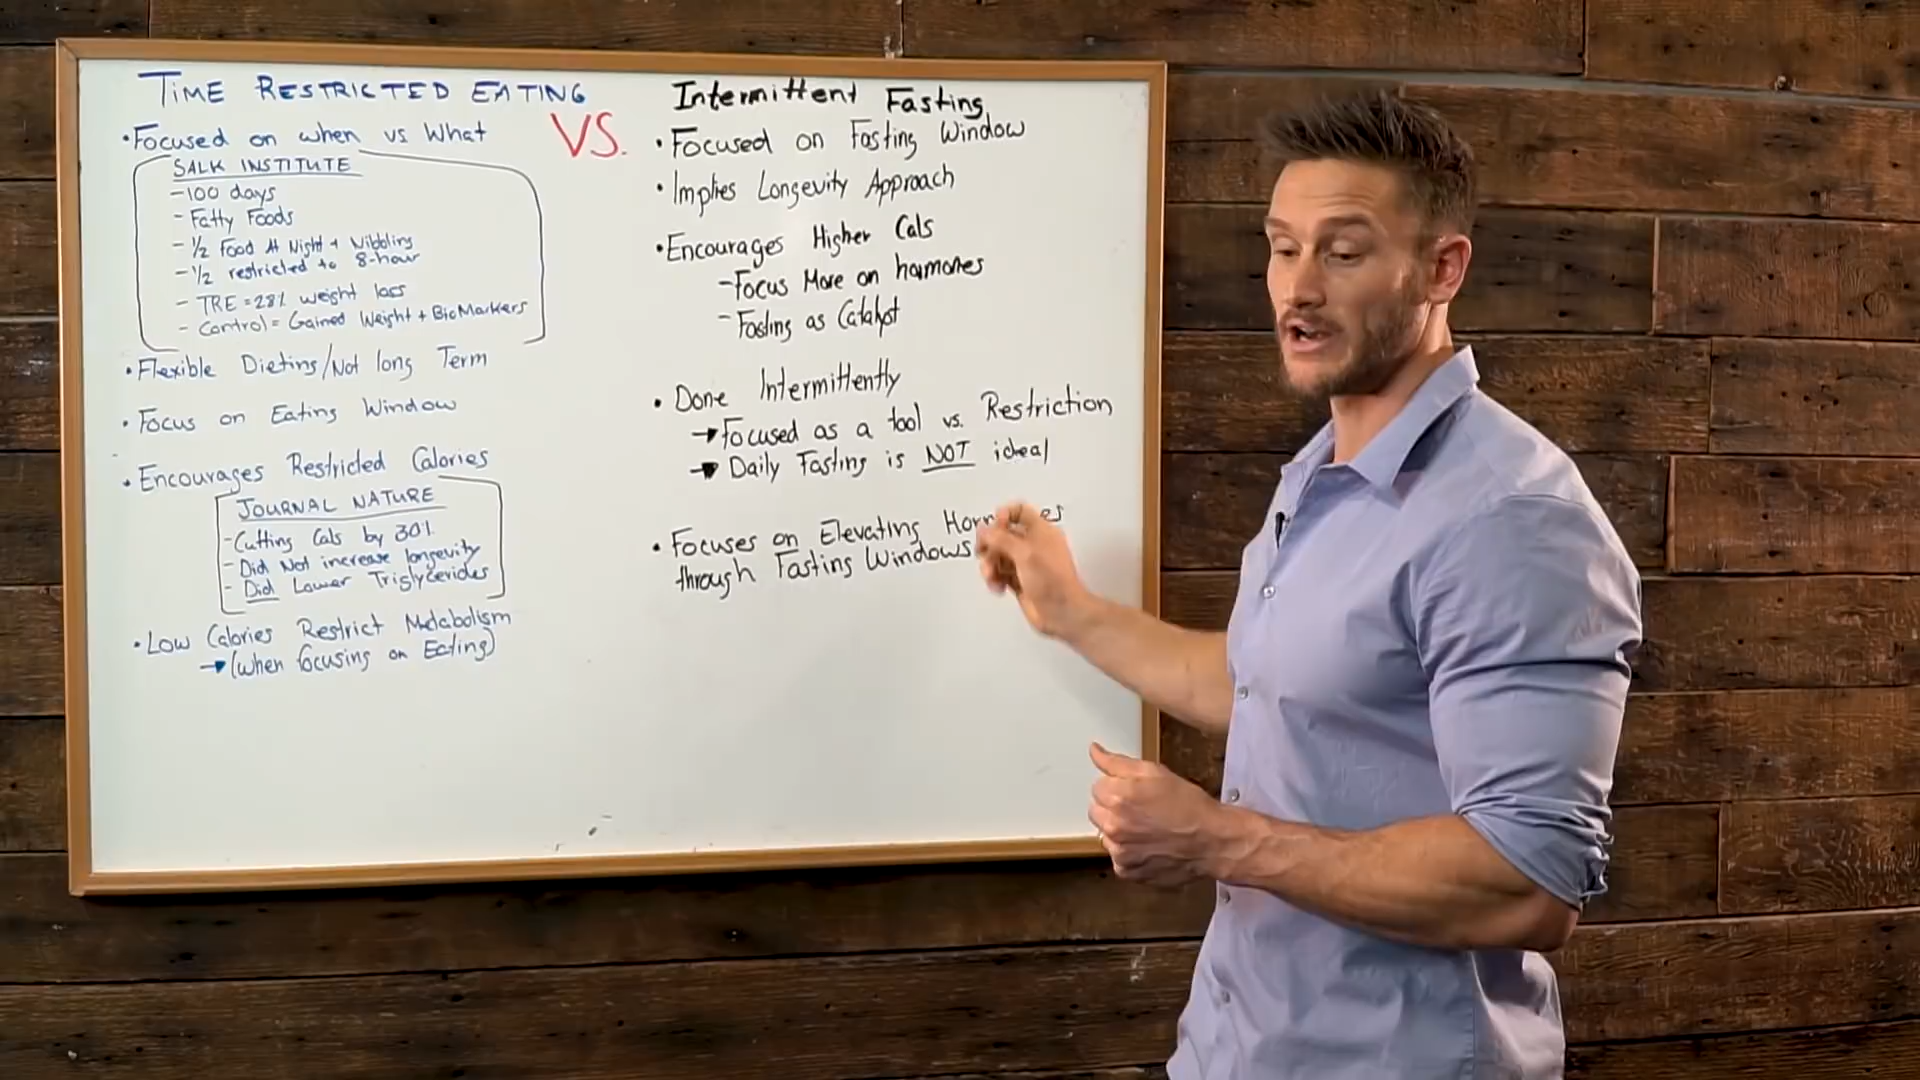 TIME RESTRICTED EATING
• Focused on when vs What
SALK INSTITUTE
- 100 days
- Fatty Foods
- 1/2 Food At Night + Nibbling
- 1/2 restricted to 8-hour
- TRE = 28% weight loss
- Control = Gained Weight + BioMarkers
• Flexible Dieting/Not long Term
• Focus on Eating Window
• Encourages Restricted Calories
JOURNAL NATURE
- Cutting Cals by 30%
- Did Not increase longevity
- Did Lower Triglycerides
• Low Calories Restrict Metabolism
→ (when focusing on Eating)
VS.
Intermittent Fasting
• Focused on Fasting Window
• Implies Longevity Approach
• Encourages Higher Cals
- Focus More on hormones
- Fasting as Catalyst
• Done Intermittently
→ Focused as a tool vs. Restriction
→ Daily Fasting is NOT ideal
• Focuses on Elevating
through Fasting Windows